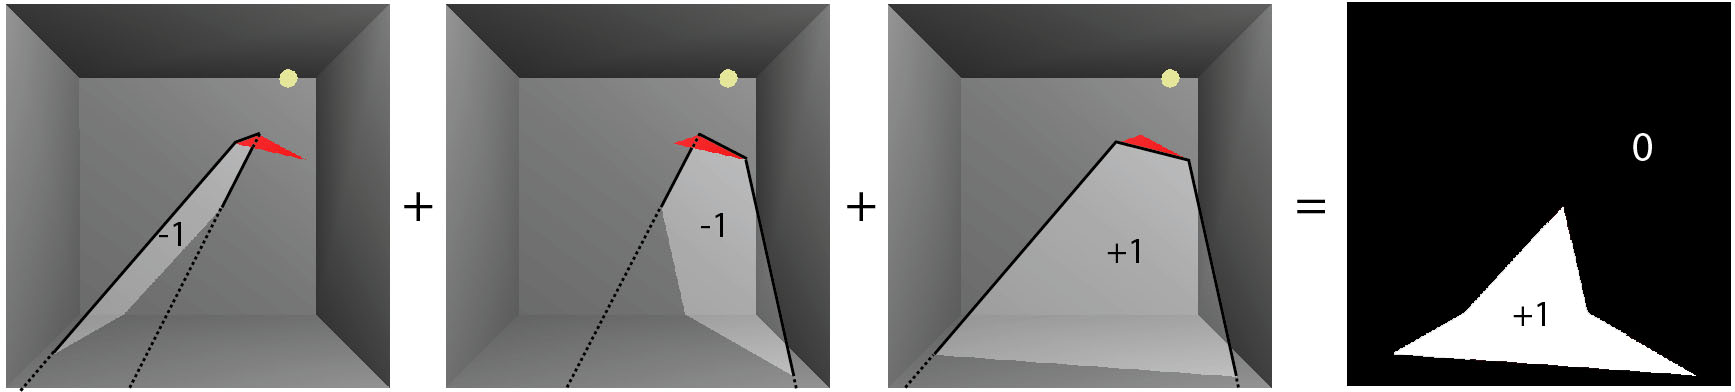 -1 + -1 + +1 = 0
+1